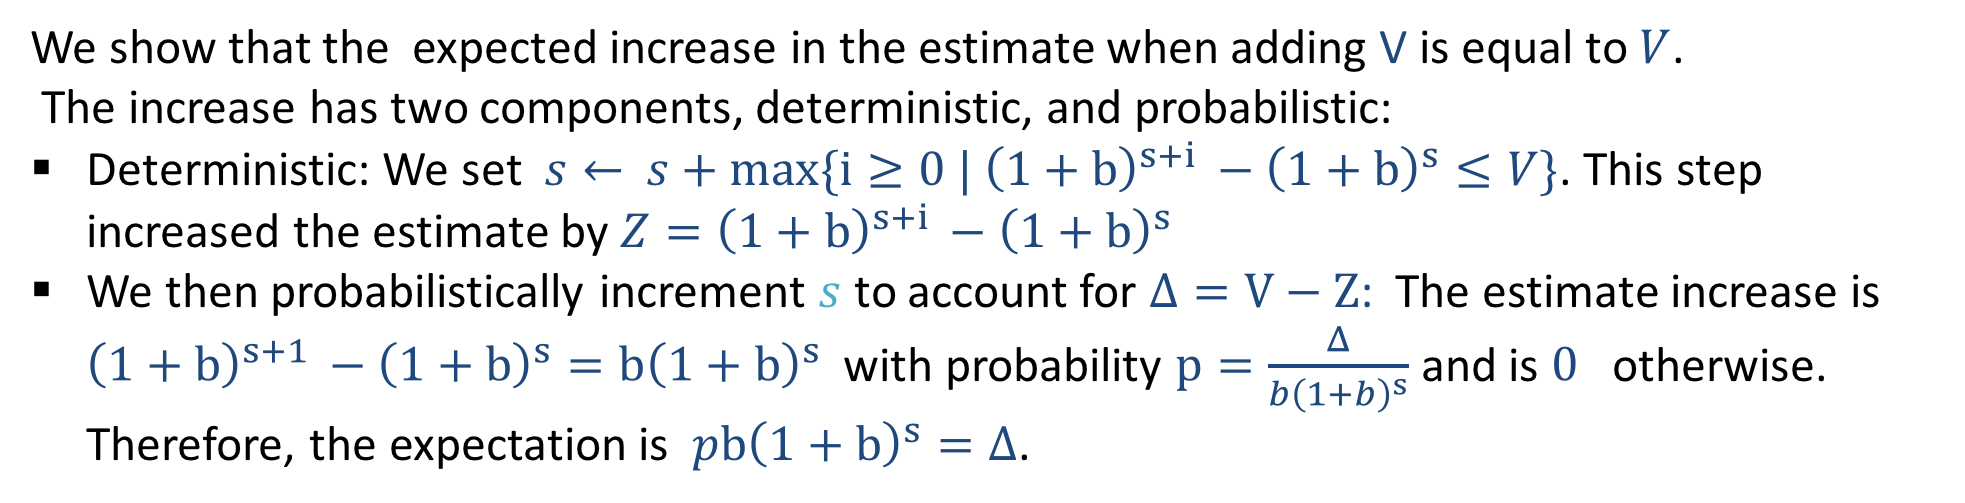 We show that the expected increase in the estimate when adding V is equal to V.
The increase has two components, deterministic, and probabilistic:
▪ Deterministic: We set s ← s + max{i ≥ 0 | (1 + b)^{s+i} − (1 + b)^s ≤ V}. This step
increased the estimate by Z = (1 + b)^{s+i} − (1 + b)^s
▪ We then probabilistically increment s to account for Δ = V − Z: The estimate increase is
(1 + b)^{s+1} − (1 + b)^s = b(1 + b)^s with probability p = \frac{Δ}{b(1+b)^s} and is 0 otherwise.
Therefore, the expectation is pb(1 + b)^s = Δ.